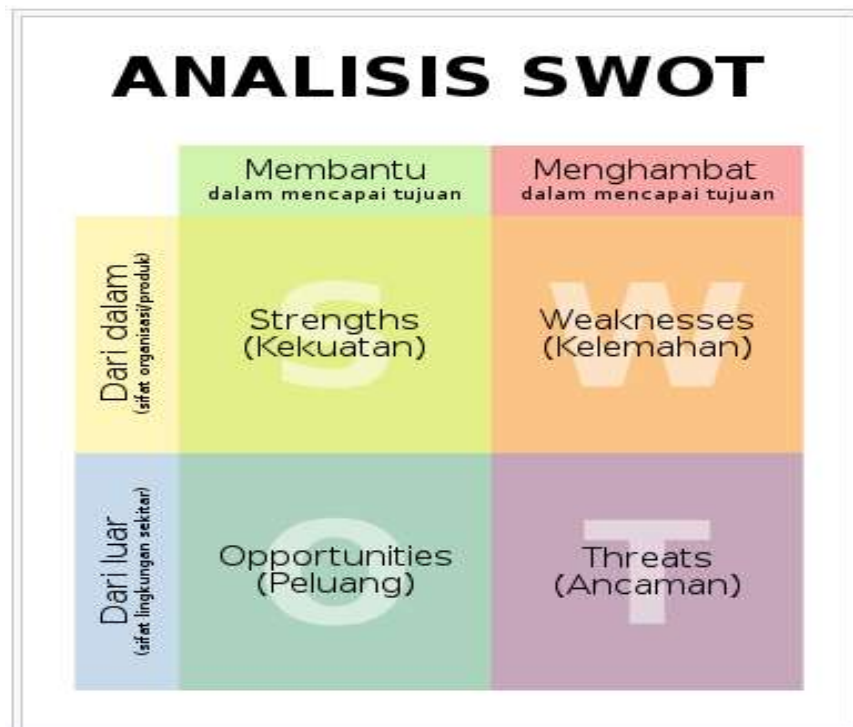 ANALISIS SWOT
Membantu
dalam mencapai tujuan
Menghambat
dalam mencapai tujuan
Dari dalam
(sifat organisasi/produk)
S
Strengths
(Kekuatan)
W
Weaknesses
(Kelemahan)
Dari luar
(sifat lingkungan sekitar)
O
Opportunities
(Peluang)
T
Threats
(Ancaman)